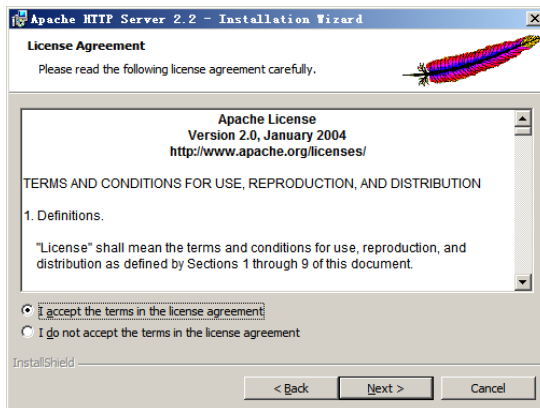 Apache HTTP Server 2.2 - Installation Wizard
License Agreement
Please read the following license agreement carefully.
Apache License
Version 2.0, January 2004
http://www.apache.org/licenses/
TERMS AND CONDITIONS FOR USE, REPRODUCTION, AND DISTRIBUTION
1. Definitions.
"License" shall mean the terms and conditions for use, reproduction, and
distribution as defined by Sections 1 through 9 of this document.
I accept the terms in the license agreement
I do not accept the terms in the license agreement
InstallShield
< Back Next > Cancel